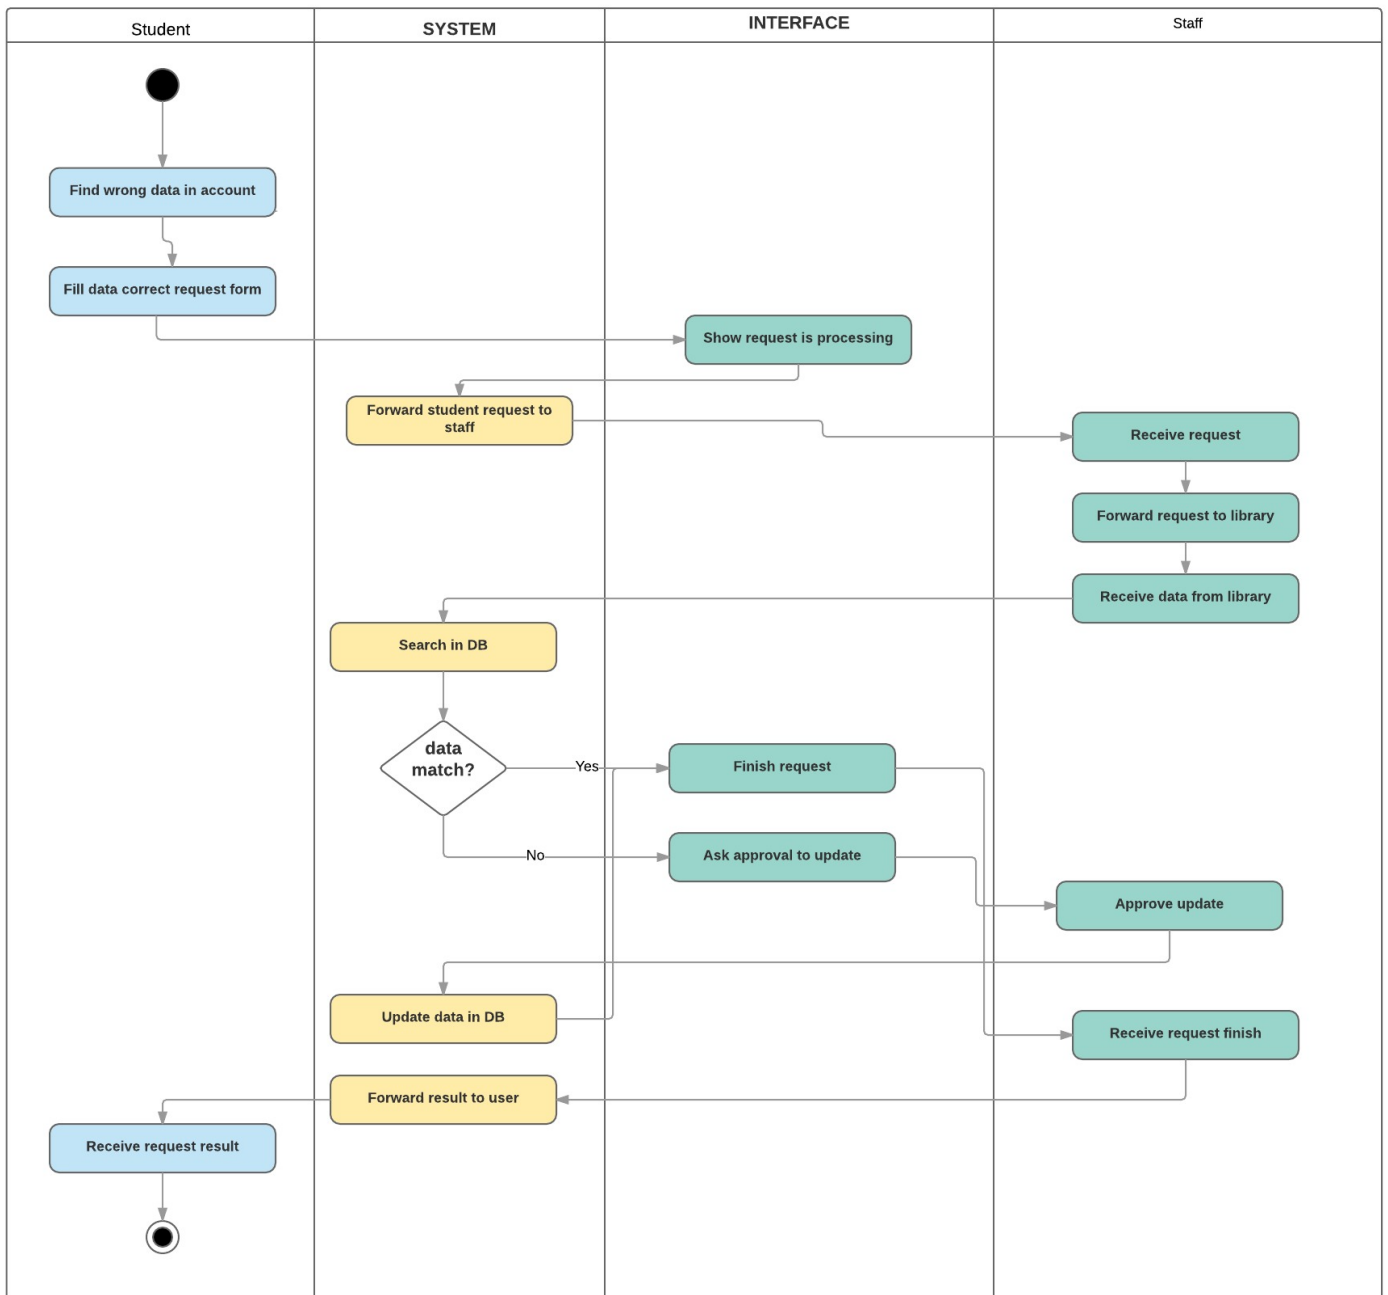 Student
SYSTEM
INTERFACE
Staff
Find wrong data in account
Fill data correct request form
Show request is processing
Forward student request to
staff
Receive request
Forward request to library
Receive data from library
Search in DB
data
match?
Yes
Finish request
No
Ask approval to update
Approve update
Update data in DB
Receive request finish
Forward result to user
Receive request result